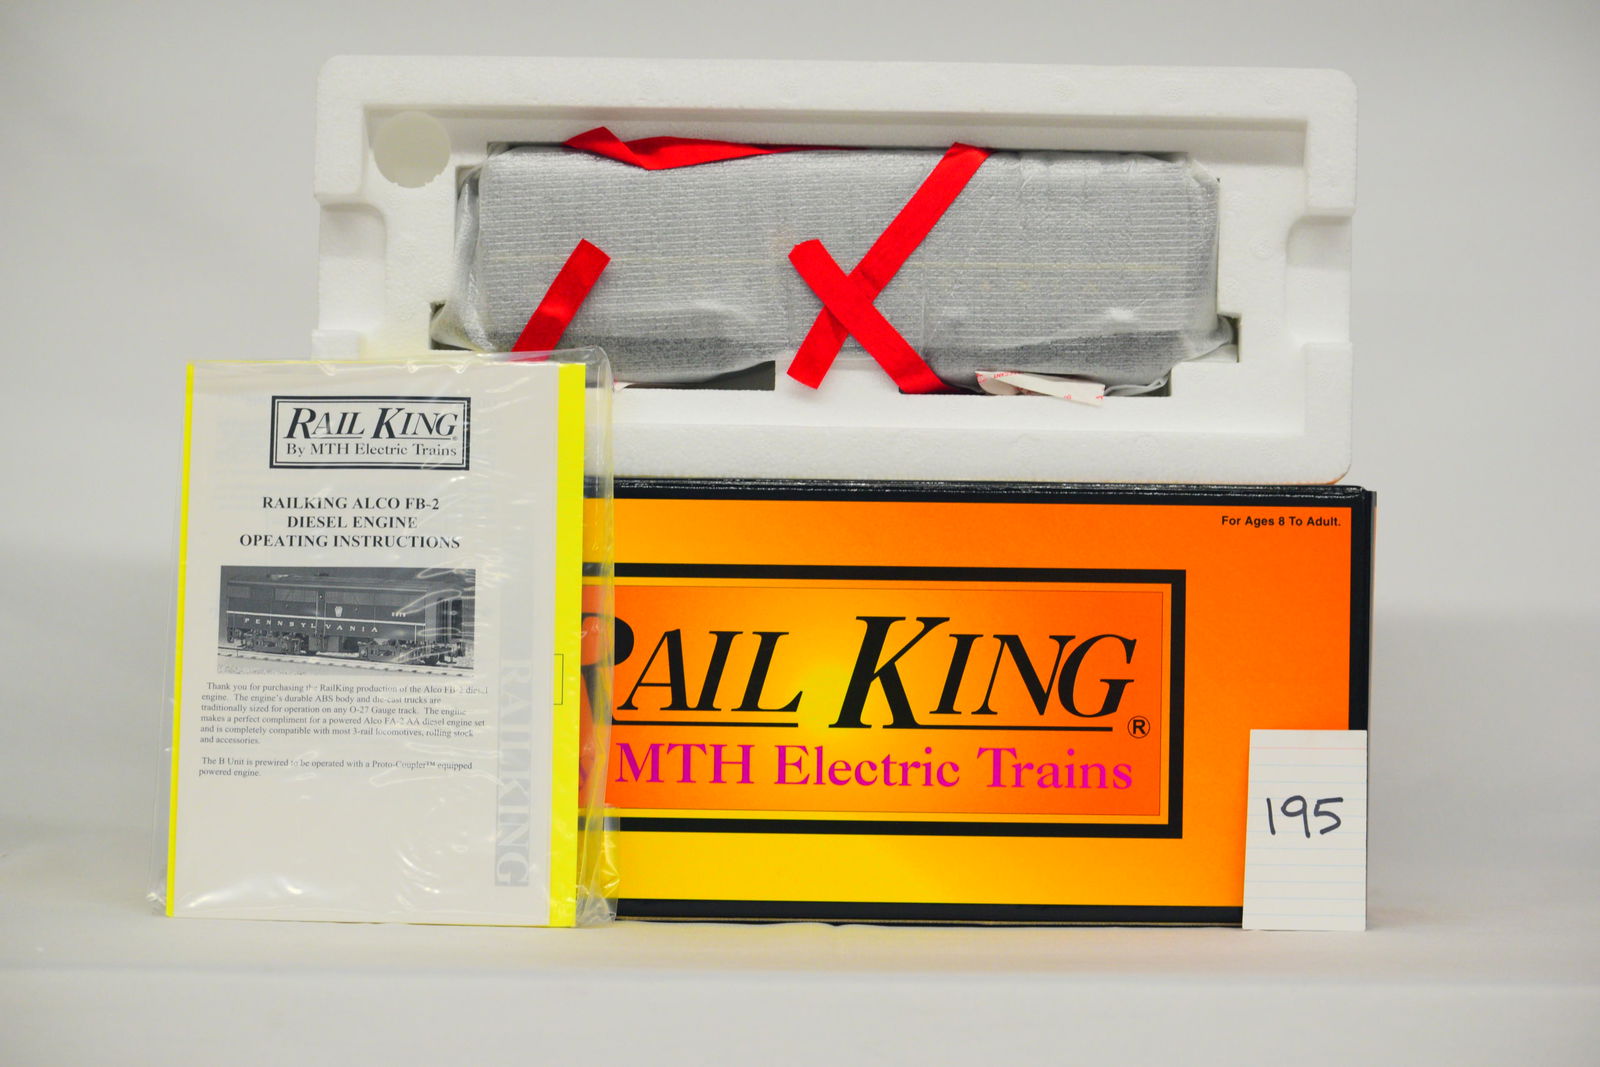 RAIL KING®
By MTH Electric Trains
RAILKING ALCO FB-2
DIESEL ENGINE
OPEATING INSTRUCTIONS
PENNSYLVANIA
Thank you for purchasing the RailKing production of the Alco FB-2 diesel
engine. The engine's durable ABS body and die-cast trucks are
traditionally sized for operation on any O-27 Gauge track. The engine
makes a perfect compliment for a powered Alco FA-2 AA diesel engine set
and is completely compatible with most 3-rail locomotives, rolling stock
and accessories.
The B Unit is prewired to be operated with a Proto-Coupler™ equipped
powered engine.
RAILKING
For Ages 8 To Adult.
RAIL KING®
MTH Electric Trains
195